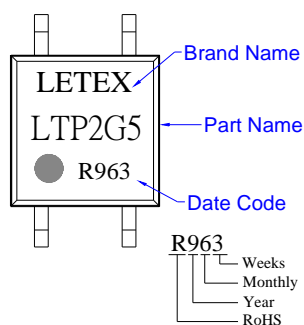 Brand Name
LETEX
LTP2G5
Part Name
R963
Date Code
R963
Weeks
Monthly
Year
RoHS